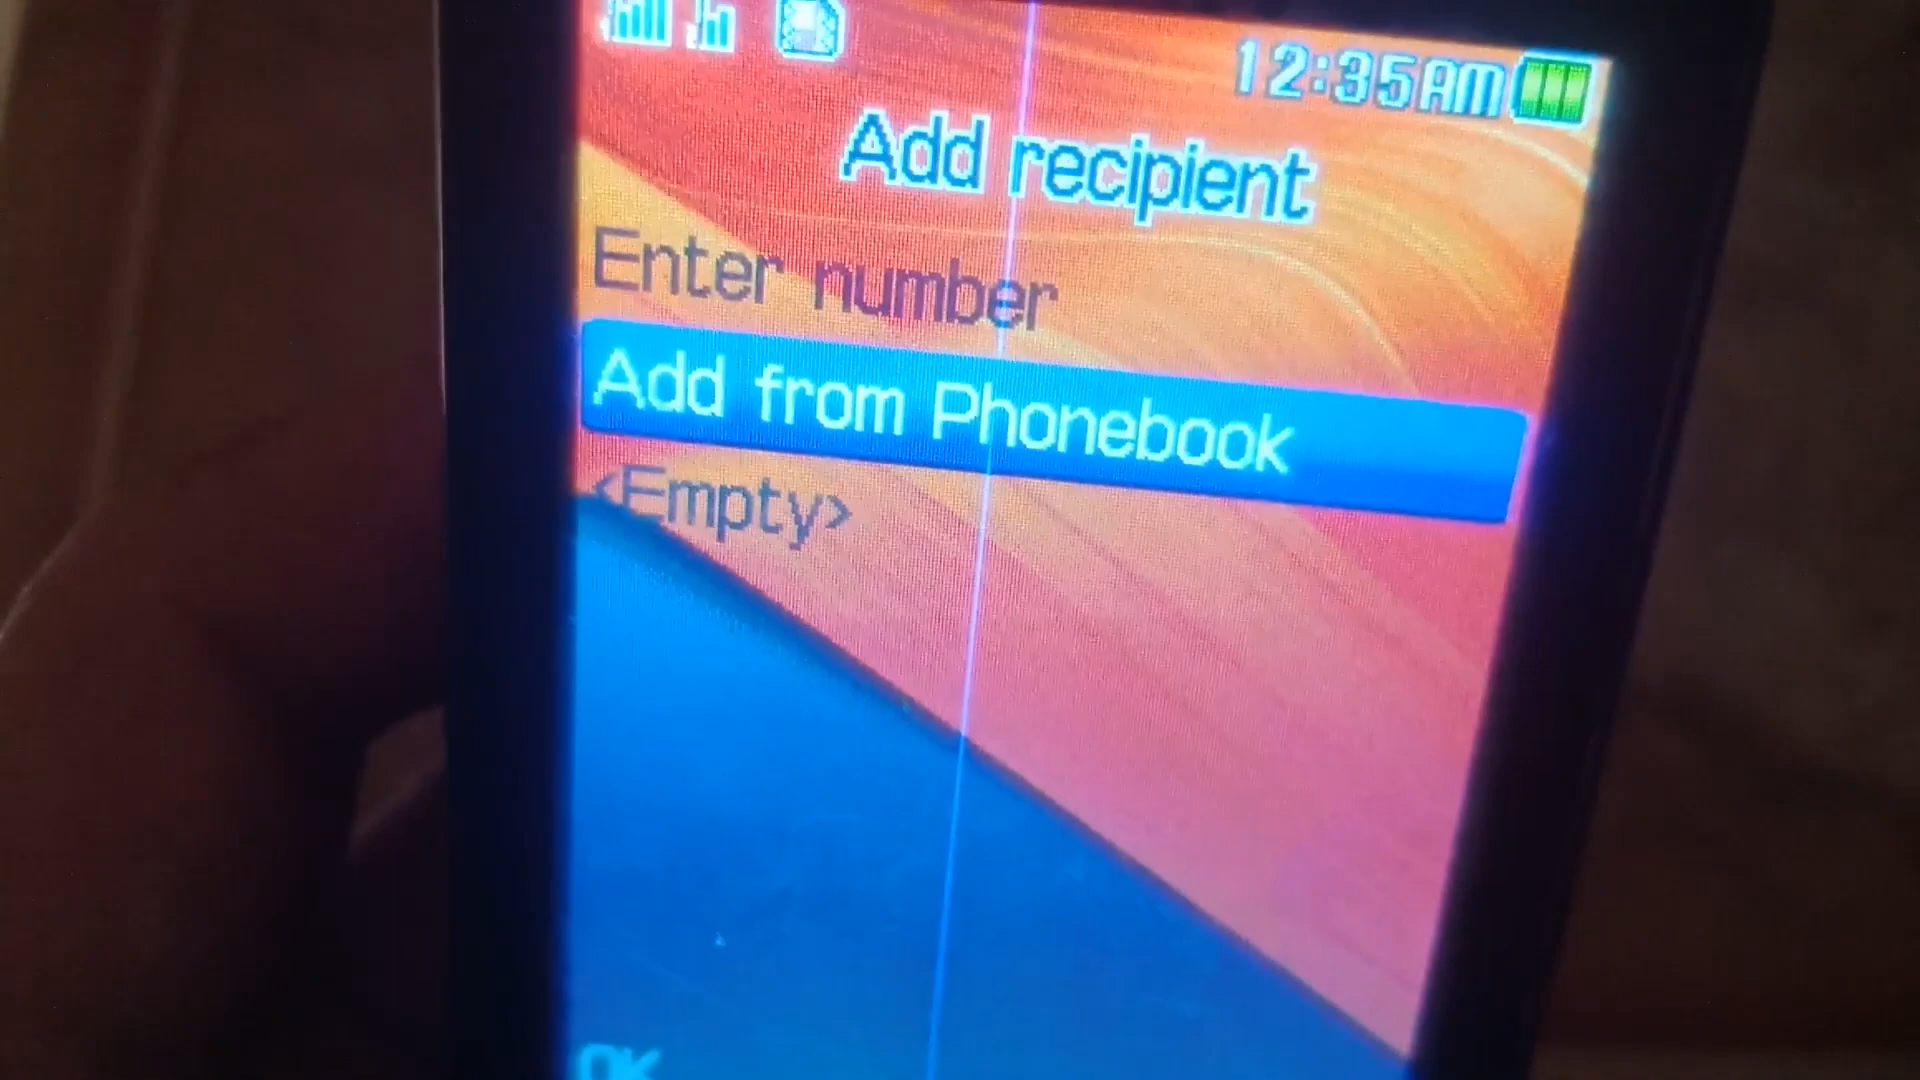 12:35AM
Add recipient
Enter number
Add from Phonebook
<Empty>
OK